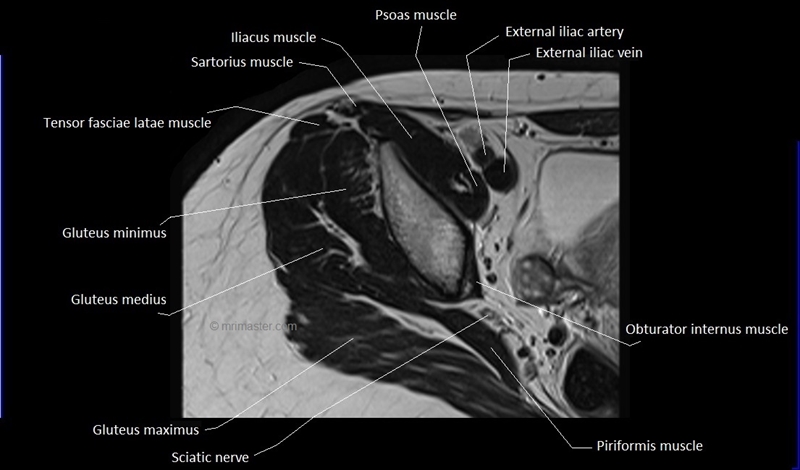 Psoas muscle
External iliac artery
Iliacus muscle
External iliac vein
Sartorius muscle
Tensor fasciae latae muscle
Gluteus minimus
Gluteus medius
© mrimaster.com
Obturator internus muscle
Gluteus maximus
Piriformis muscle
Sciatic nerve